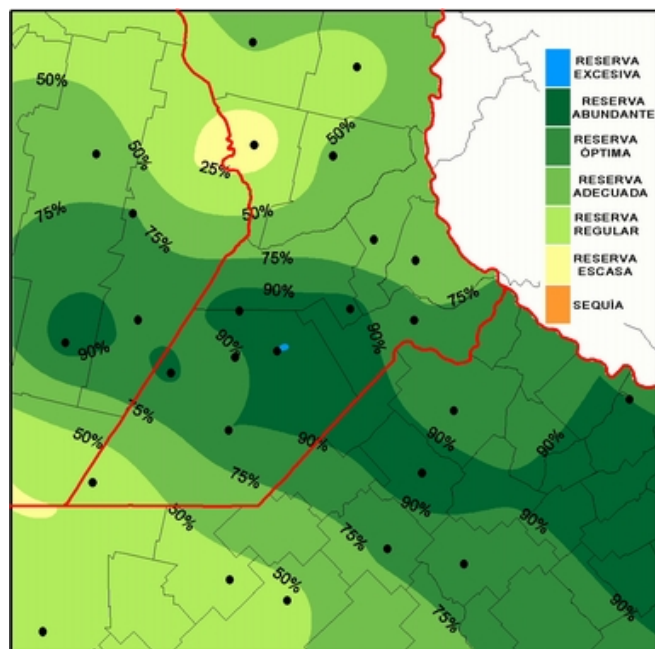 RESERVA
EXCESIVA
RESERVA
ABUNDANTE
RESERVA
ÓPTIMA
RESERVA
ADECUADA
RESERVA
REGULAR
RESERVA
ESCASA
SEQUÌA
50%
50%
50%
25%
75%
50%
75%
75%
75%
90%
90%
90%
90%
75%
50%
90%
90%
90%
75%
90%
90%
50%
75%
50%
75%
90%